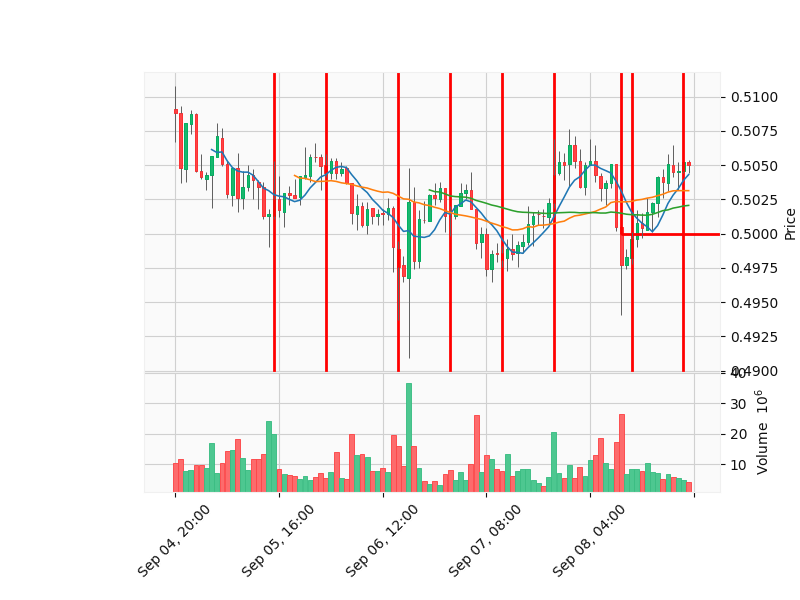 0.5100
0.5075
0.5050
0.5025
0.5000
0.4975
0.4950
0.4925
0.4900
Price
40
30
20
10
Volume 10^6
Sep 04, 20:00
Sep 05, 16:00
Sep 06, 12:00
Sep 07, 08:00
Sep 08, 04:00